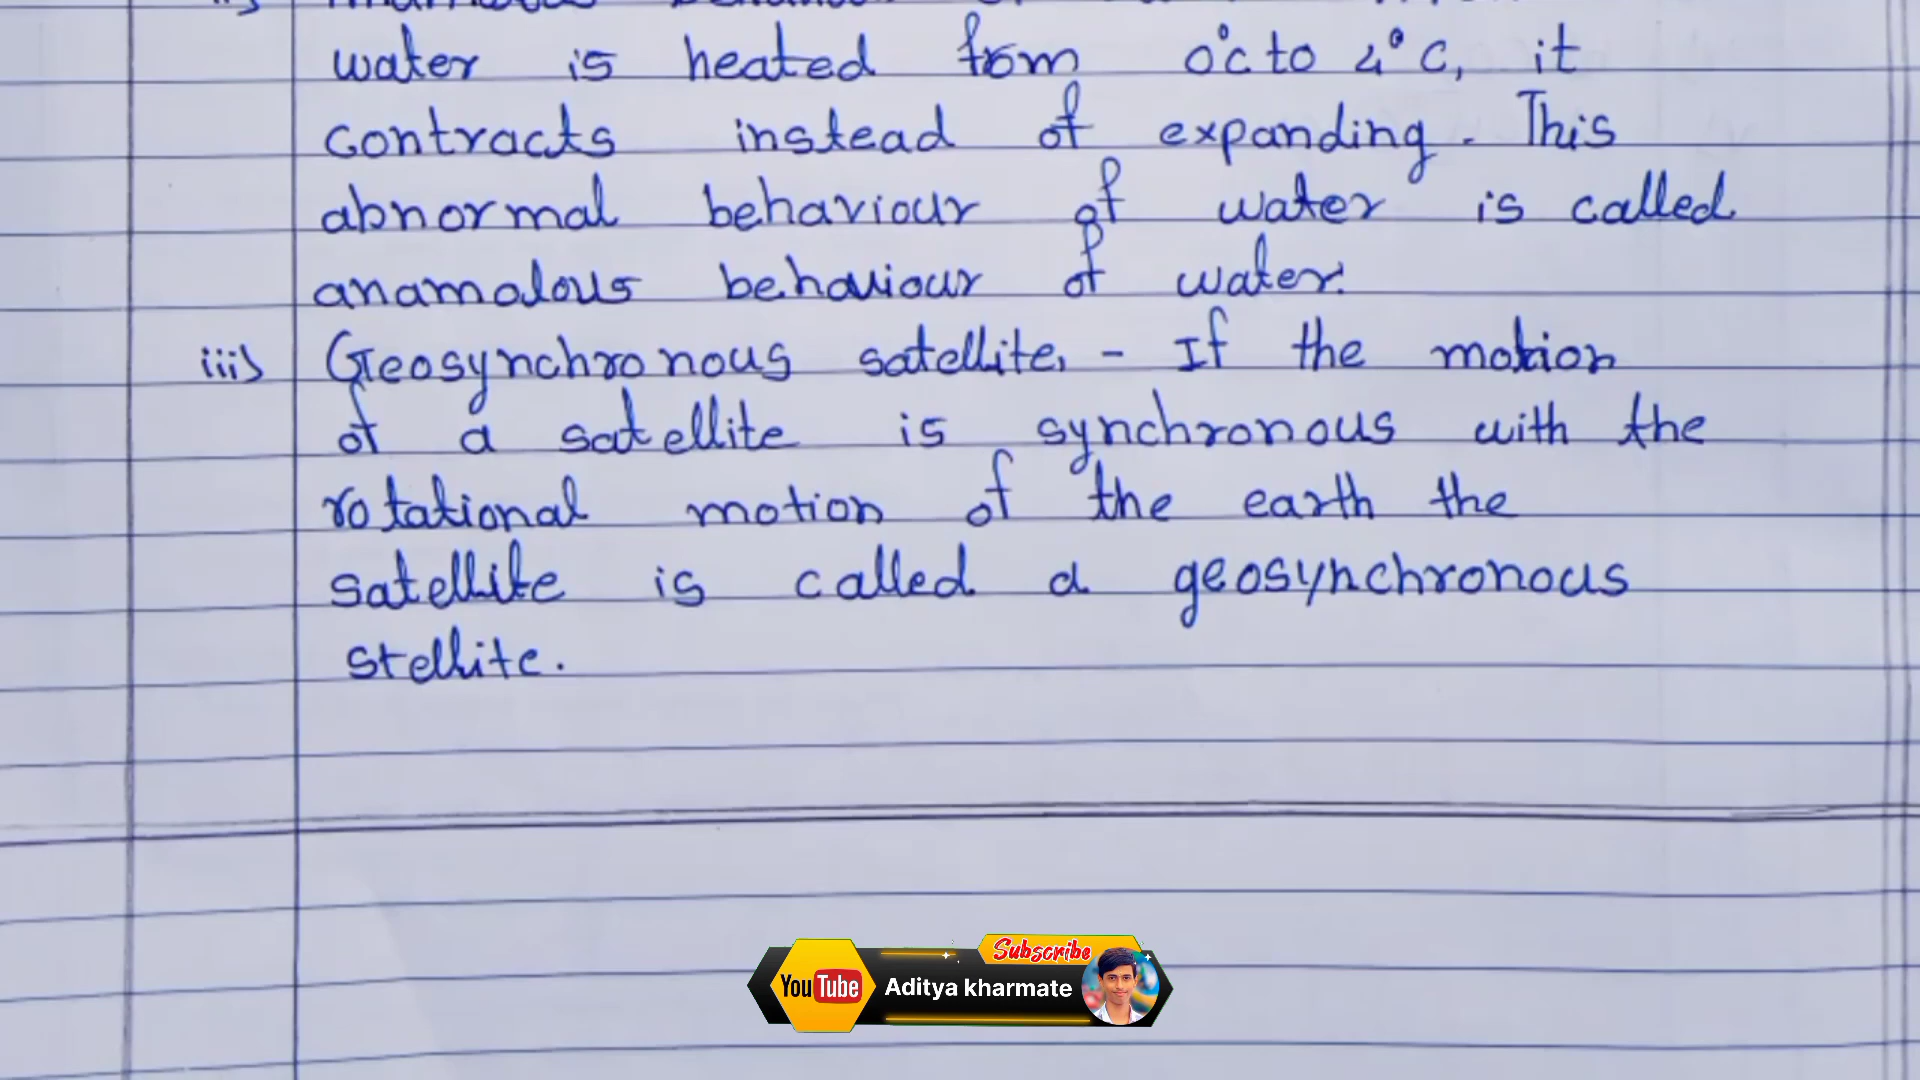 water is heated from 0°c to 4°C, it
contracts instead of expanding. This
abnormal behaviour of water is called
anamalous behaviour of water.
iii) Geosynchronous satellite, - If the motion
of a satellite is synchronous with the
rotational motion of the earth the
satellite is called a geosynchronous
stellite.
Subscribe
YouTube Aditya kharmate